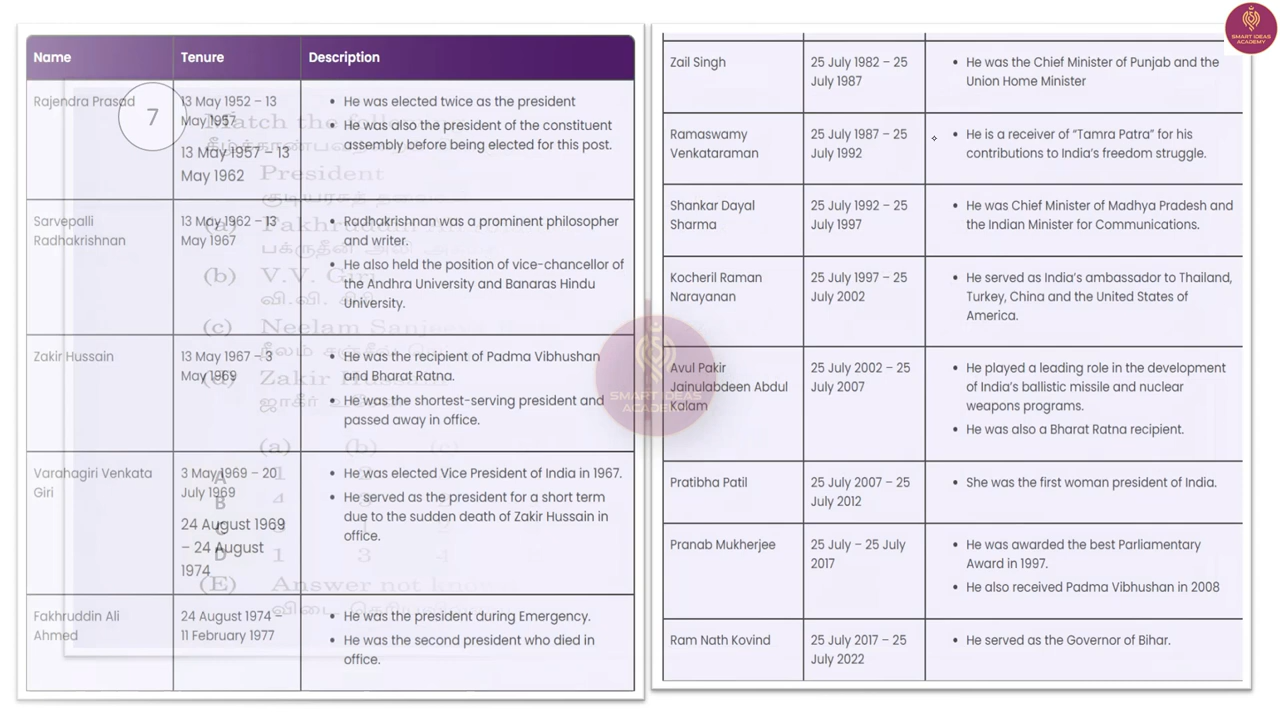 SMART IDEAS
ACADEMY
Name Tenure Description
Rajendra Prasad
13 May 1952 – 13
May 1957
13 May 1957 – 13
May 1962
• He was elected twice as the president
• He was also the president of the constituent
assembly before being elected for this post.
Sarvepalli
Radhakrishnan
13 May 1962 – 13
May 1967
• Radhakrishnan was a prominent philosopher
and writer.
• He also held the position of vice-chancellor of
the Andhra University and Banaras Hindu
University.
Zakir Hussain
13 May 1967 – 3
May 1969
• He was the recipient of Padma Vibhushan
and Bharat Ratna.
• He was the shortest-serving president and
passed away in office.
Varahagiri Venkata
Giri
3 May 1969 – 20
July 1969
24 August 1969
– 24 August
1974
• He was elected Vice President of India in 1967.
• He served as the president for a short term
due to the sudden death of Zakir Hussain in
office.
Fakhruddin Ali
Ahmed
24 August 1974 –
11 February 1977
• He was the president during Emergency.
• He was the second president who died in
office.
7
Match the following
President
(a) Fakhruddin
(b) V.V. Giri
வி.வி. கிரி
(c) Neelam Sanjee
(d) Zakir Hussain
(a) (b) (c)
A 1
B 4
C
D 1 3 4
(E) Answer not know
Zail Singh
25 July 1982 – 25
July 1987
• He was the Chief Minister of Punjab and the
Union Home Minister
Ramaswamy
Venkataraman
25 July 1987 – 25
July 1992
• He is a receiver of “Tamra Patra” for his
contributions to India’s freedom struggle.
Shankar Dayal
Sharma
25 July 1992 – 25
July 1997
• He was Chief Minister of Madhya Pradesh and
the Indian Minister for Communications.
Kocheril Raman
Narayanan
25 July 1997 – 25
July 2002
• He served as India’s ambassador to Thailand,
Turkey, China and the United States of
America.
Avul Pakir
Jainulabdeen Abdul
Kalam
25 July 2002 – 25
July 2007
• He played a leading role in the development
of India’s ballistic missile and nuclear
weapons programs.
• He was also a Bharat Ratna recipient.
Pratibha Patil
25 July 2007 – 25
July 2012
• She was the first woman president of India.
Pranab Mukherjee
25 July – 25 July
2017
• He was awarded the best Parliamentary
Award in 1997.
• He also received Padma Vibhushan in 2008
Ram Nath Kovind
25 July 2017 – 25
July 2022
• He served as the Governor of Bihar.
SMART IDEAS
ACADEMY